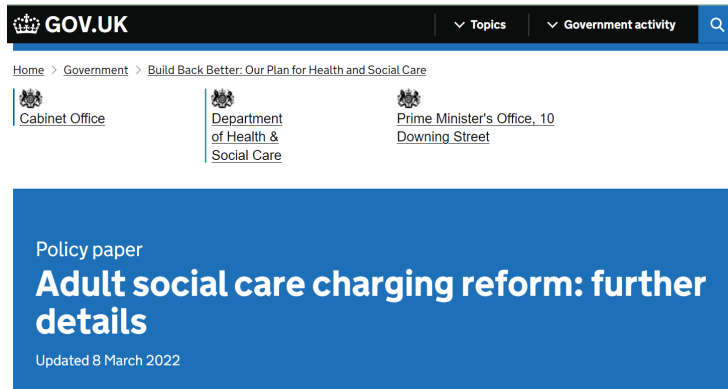 GOV.UK
Topics
Government activity
Home > Government > Build Back Better: Our Plan for Health and Social Care
Cabinet Office
Department
of Health &
Social Care
Prime Minister's Office, 10
Downing Street
Policy paper
Adult social care charging reform: further
details
Updated 8 March 2022